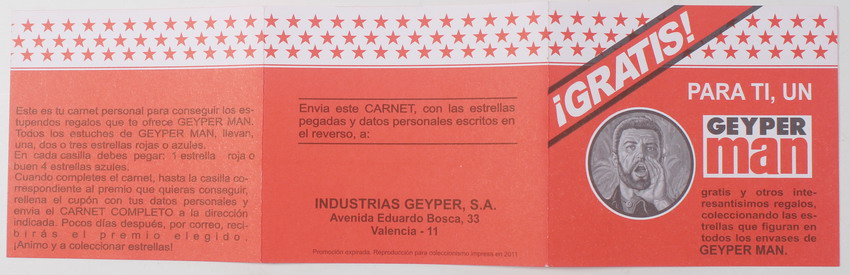 Este es tu carnet personal para conseguir los es-
tupendos regalos que te ofrece GEYPER MAN.
Todos los estuches de GEYPER MAN, llevan,
una, dos o tres estrellas rojas o azules.
En cada casilla debes pegar: 1 estrella roja o
buen 4 estrellas azules.
Cuando completes el carnet, hasta la casilla co-
rrespondiente al premio que quieras conseguir,
rellena el cupón con tus datos personales y
envia el CARNET COMPLETO a la dirección
indicada. Pocos días después, por correo, reci-
birás el premio elegido.
¡Animo y a coleccionar estrellas!
Envia este CARNET, con las estrellas
pegadas y datos personales escritos en
el reverso, a:
INDUSTRIAS GEYPER, S.A.
Avenida Eduardo Bosca, 33
Valencia - 11
Promoción expirada. Reproducción para coleccionismo impresa en 2011
¡GRATIS!
PARA TI, UN
GEYPER
man
gratis y otros inte-
resantísimos regalos,
coleccionando las es-
trellas que figuran en
todos los envases de
GEYPER MAN.